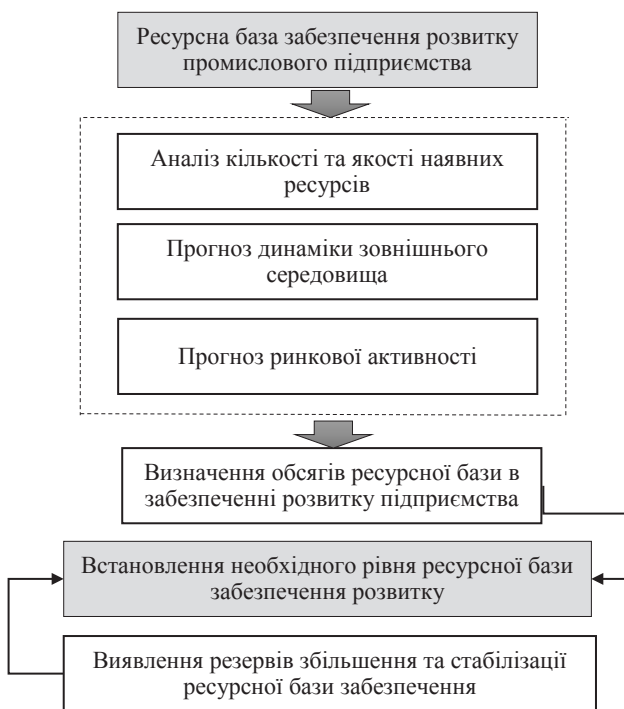 Ресурсна база забезпечення розвитку
промислового підприємства
Аналіз кількості та якості наявних
ресурсів
Прогноз динаміки зовнішнього
середовища
Прогноз ринкової активності
Визначення обсягів ресурсної бази в
забезпеченні розвитку підприємства
Встановлення необхідного рівня ресурсної бази
забезпечення розвитку
Виявлення резервів збільшення та стабілізації
ресурсної бази забезпечення